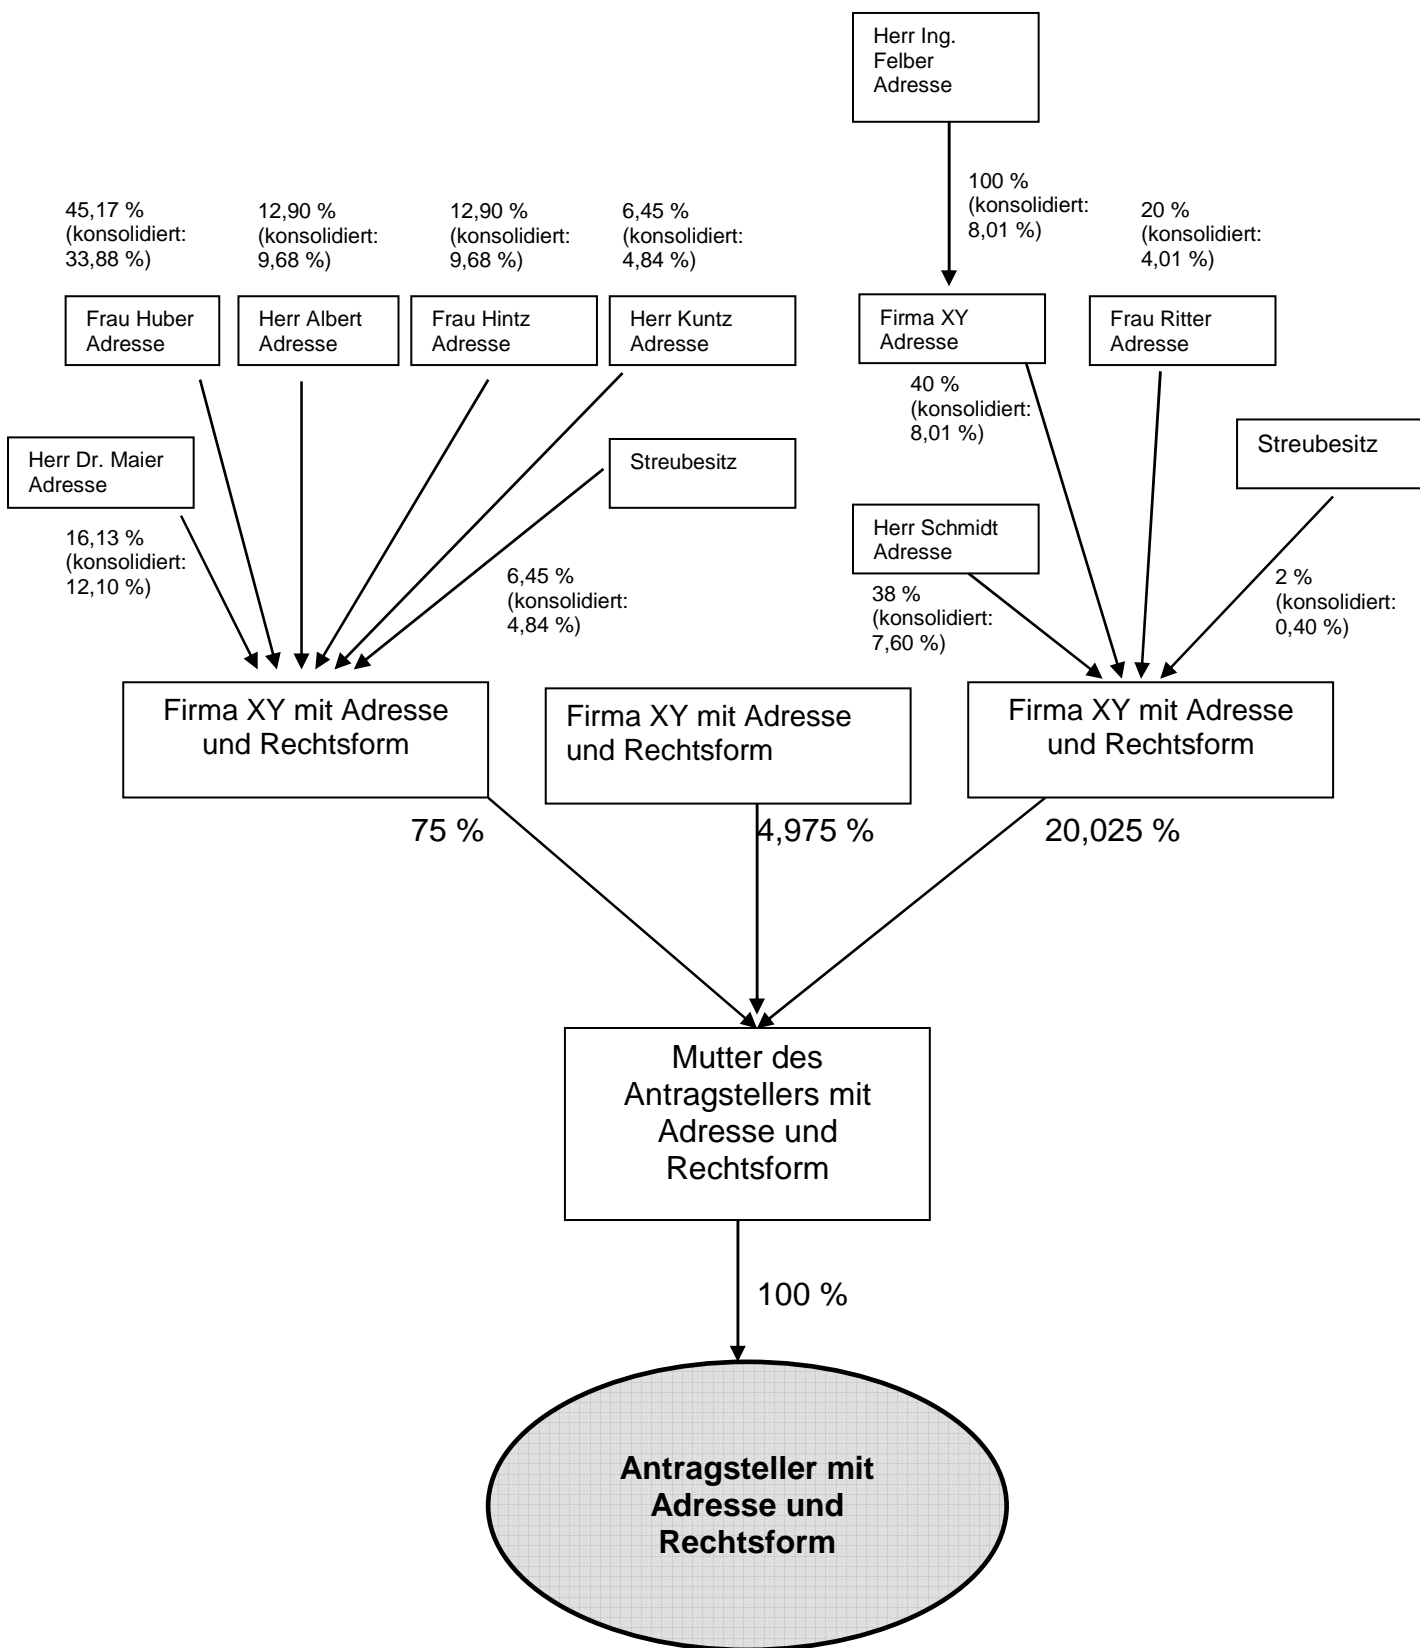 Herr Ing.
Felber
Adresse
100 %
(konsolidiert:
8,01 %)
45,17 %
(konsolidiert:
33,88 %)
12,90 %
(konsolidiert:
9,68 %)
12,90 %
(konsolidiert:
9,68 %)
6,45 %
(konsolidiert:
4,84 %)
20 %
(konsolidiert:
4,01 %)
Frau Huber
Adresse
Herr Albert
Adresse
Frau Hintz
Adresse
Herr Kuntz
Adresse
Firma XY
Adresse
Frau Ritter
Adresse
40 %
(konsolidiert:
8,01 %)
Herr Dr. Maier
Adresse
Streubesitz
Streubesitz
16,13 %
(konsolidiert:
12,10 %)
6,45 %
(konsolidiert:
4,84 %)
Herr Schmidt
Adresse
38 %
(konsolidiert:
7,60 %)
2 %
(konsolidiert:
0,40 %)
Firma XY mit Adresse
und Rechtsform
Firma XY mit Adresse
und Rechtsform
Firma XY mit Adresse
und Rechtsform
75 %
4,975 %
20,025 %
Mutter des
Antragstellers mit
Adresse und
Rechtsform
100 %
Antragsteller mit
Adresse und
Rechtsform